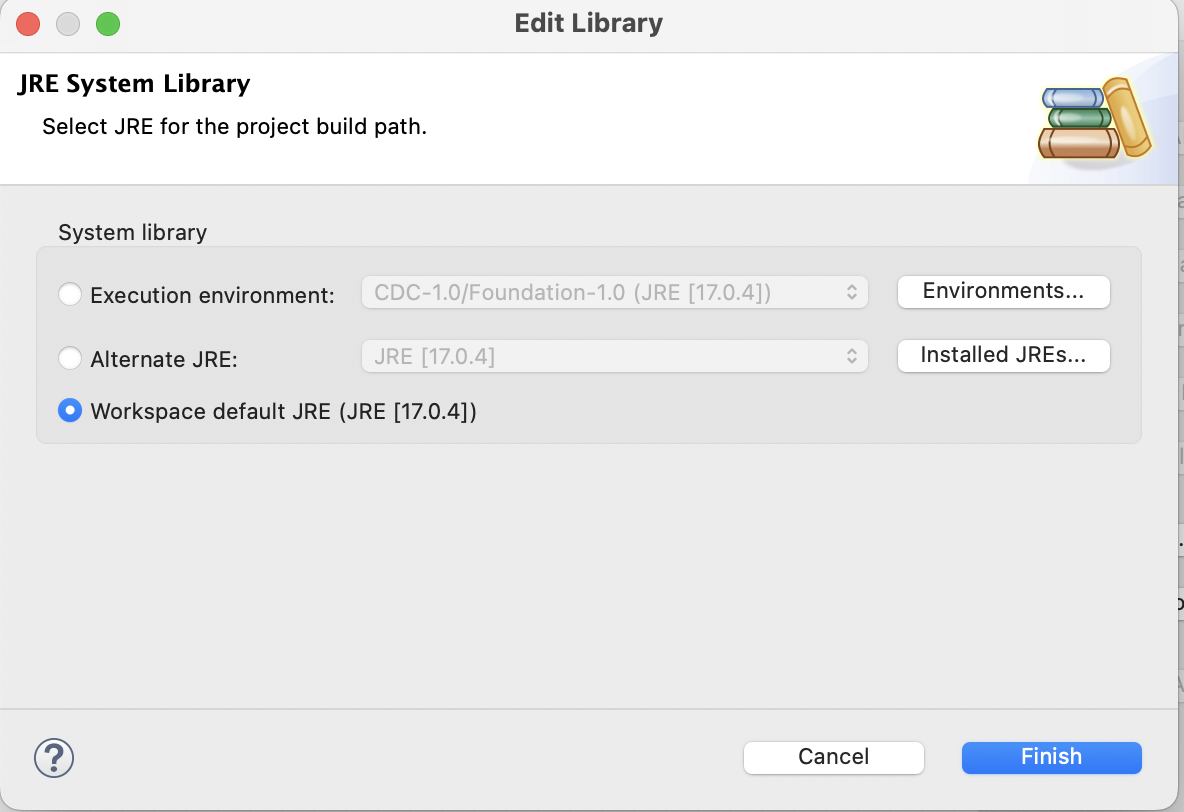 Edit Library
JRE System Library
Select JRE for the project build path.
System library
Execution environment: CDC-1.0/Foundation-1.0 (JRE [17.0.4]) Environments...
Alternate JRE: JRE [17.0.4] Installed JREs...
Workspace default JRE (JRE [17.0.4])
? Cancel Finish